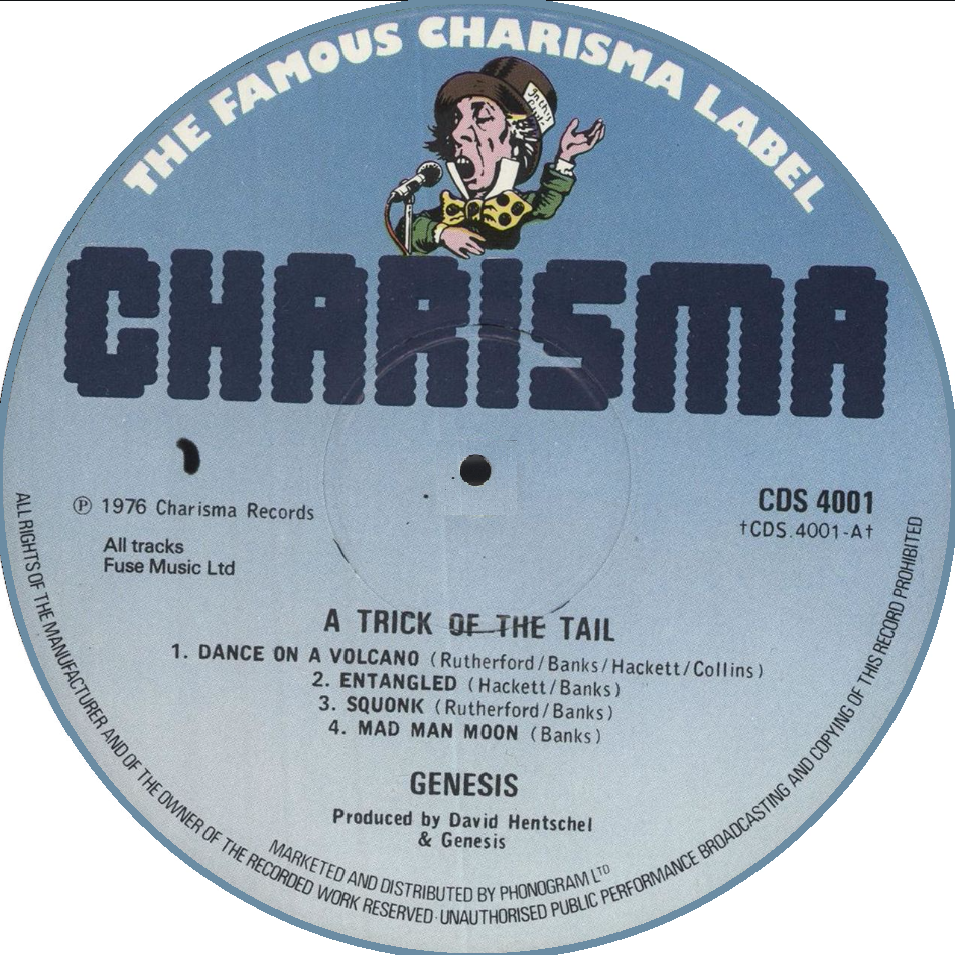 THE FAMOUS CHARISMA LABEL
In this
CHARISMA
℗ 1976 Charisma Records
All tracks
Fuse Music Ltd
CDS 4001
†CDS.4001-A†
A TRICK OF THE TAIL
1. DANCE ON A VOLCANO (Rutherford/Banks/Hackett/Collins)
2. ENTANGLED (Hackett/Banks)
3. SQUONK (Rutherford/Banks)
4. MAD MAN MOON (Banks)
GENESIS
Produced by David Hentschel
& Genesis
MARKETED AND DISTRIBUTED BY PHONOGRAM LTD
ALL RIGHTS OF THE MANUFACTURER AND OF THE OWNER OF THE RECORDED WORK RESERVED·UNAUTHORISED PUBLIC PERFORMANCE BROADCASTING AND COPYING OF THIS RECORD PROHIBITED